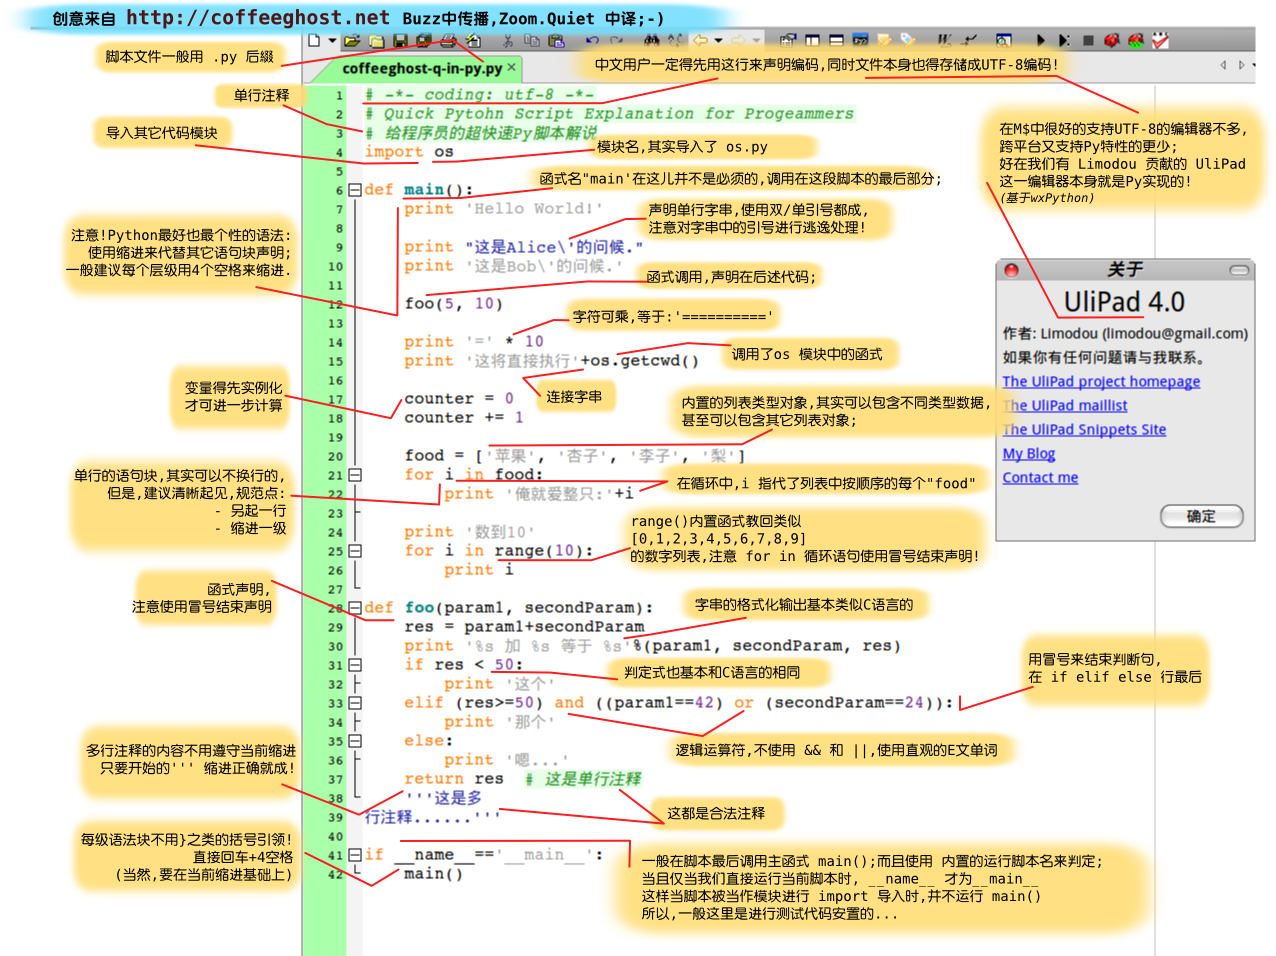 创意来自 http://coffeeghost.net Buzz中传播,Zoom.Quiet 中译;-)
脚本文件一般用 .py 后缀
coffeeghost-q-in-py.py
中文用户一定得先用这行来声明编码,同时文件本身也得存储成UTF-8编码!
单行注释
导入其它代码模块
1 # -*- coding: utf-8 -*-
2 # Quick Pytohn Script Explanation for Progeammers
3 # 给程序员的超快速Py脚本解说
4 import os
模块名,其实导入了 os.py
在M$中很好的支持UTF-8的编辑器不多,
跨平台又支持Py特性的更少;
好在我们有 Limodou 贡献的 UliPad
这一编辑器本身就是Py实现的!
(基于wxPython)
5
6 def main():
函式名"main'在这儿并不是必须的,调用在这段脚本的最后部分;
7 print 'Hello World!'
声明单行字串,使用双/单引号都成,
注意对字串中的引号进行逃逸处理!
8
9 print "这是Alice\'的问候."
10 print '这是Bob\'的问候.'
注意!Python最好也最个性的语法:
使用缩进来代替其它语句块声明;
一般建议每个层级用4个空格来缩进.
函式调用,声明在后述代码;
11
12 foo(5, 10)
字符可乘,等于:'=========='
13
14 print '=' * 10
15 print '这将直接执行'+os.getcwd()
调用了os 模块中的函式
16
连接字串
变量得先实例化
才可进一步计算
17 counter = 0
18 counter += 1
内置的列表类型对象,其实可以包含不同类型数据,
甚至可以包含其它列表对象;
19
20 food = ['苹果', '杏子', '李子', '梨']
21 for i in food:
22 print '俺就爱整只:'+i
在循环中,i 指代了列表中按顺序的每个"food"
单行的语句块,其实可以不换行的,
但是,建议清晰起见,规范点:
- 另起一行
- 缩进一级
23
24 print '数到10'
25 for i in range(10):
26 print i
range()内置函式教回类似
[0,1,2,3,4,5,6,7,8,9]
的数字列表,注意 for in 循环语句使用冒号结束声明!
27
函式声明,
注意使用冒号结束声明
28 def foo(param1, secondParam):
29 res = param1+secondParam
30 print '%s 加 %s 等于 %s'%(param1, secondParam, res)
字串的格式化输出基本类似C语言的
31 if res < 50:
32 print '这个'
判定式也基本和C语言的相同
用冒号来结束判断句,
在 if elif else 行最后
33 elif (res>=50) and ((param1==42) or (secondParam==24)):
34 print '那个'
逻辑运算符,不使用 && 和 ||,使用直观的E文单词
35 else:
36 print '嗯...'
37 return res # 这是单行注释
38 '''这是多
39 行注释......'''
多行注释的内容不用遵守当前缩进
只要开始的''' 缩进正确就成!
这都是合法注释
40
41 if __name__=='__main__':
42 main()
每级语法块不用}之类的括号引领!
直接回车+4空格
(当然,要在当前缩进基础上)
一般在脚本最后调用主函式 main();而且使用 内置的运行脚本名来判定;
当且仅当我们直接运行当前脚本时, __name__ 才为__main__
这样当脚本被当作模块进行 import 导入时,并不运行 main()
所以,一般这里是进行测试代码安置的...
关于
UliPad 4.0
作者: Limodou (limodou@gmail.com)
如果你有任何问题请与我联系。
The UliPad project homepage
The UliPad maillist
The UliPad Snippets Site
My Blog
Contact me
确定